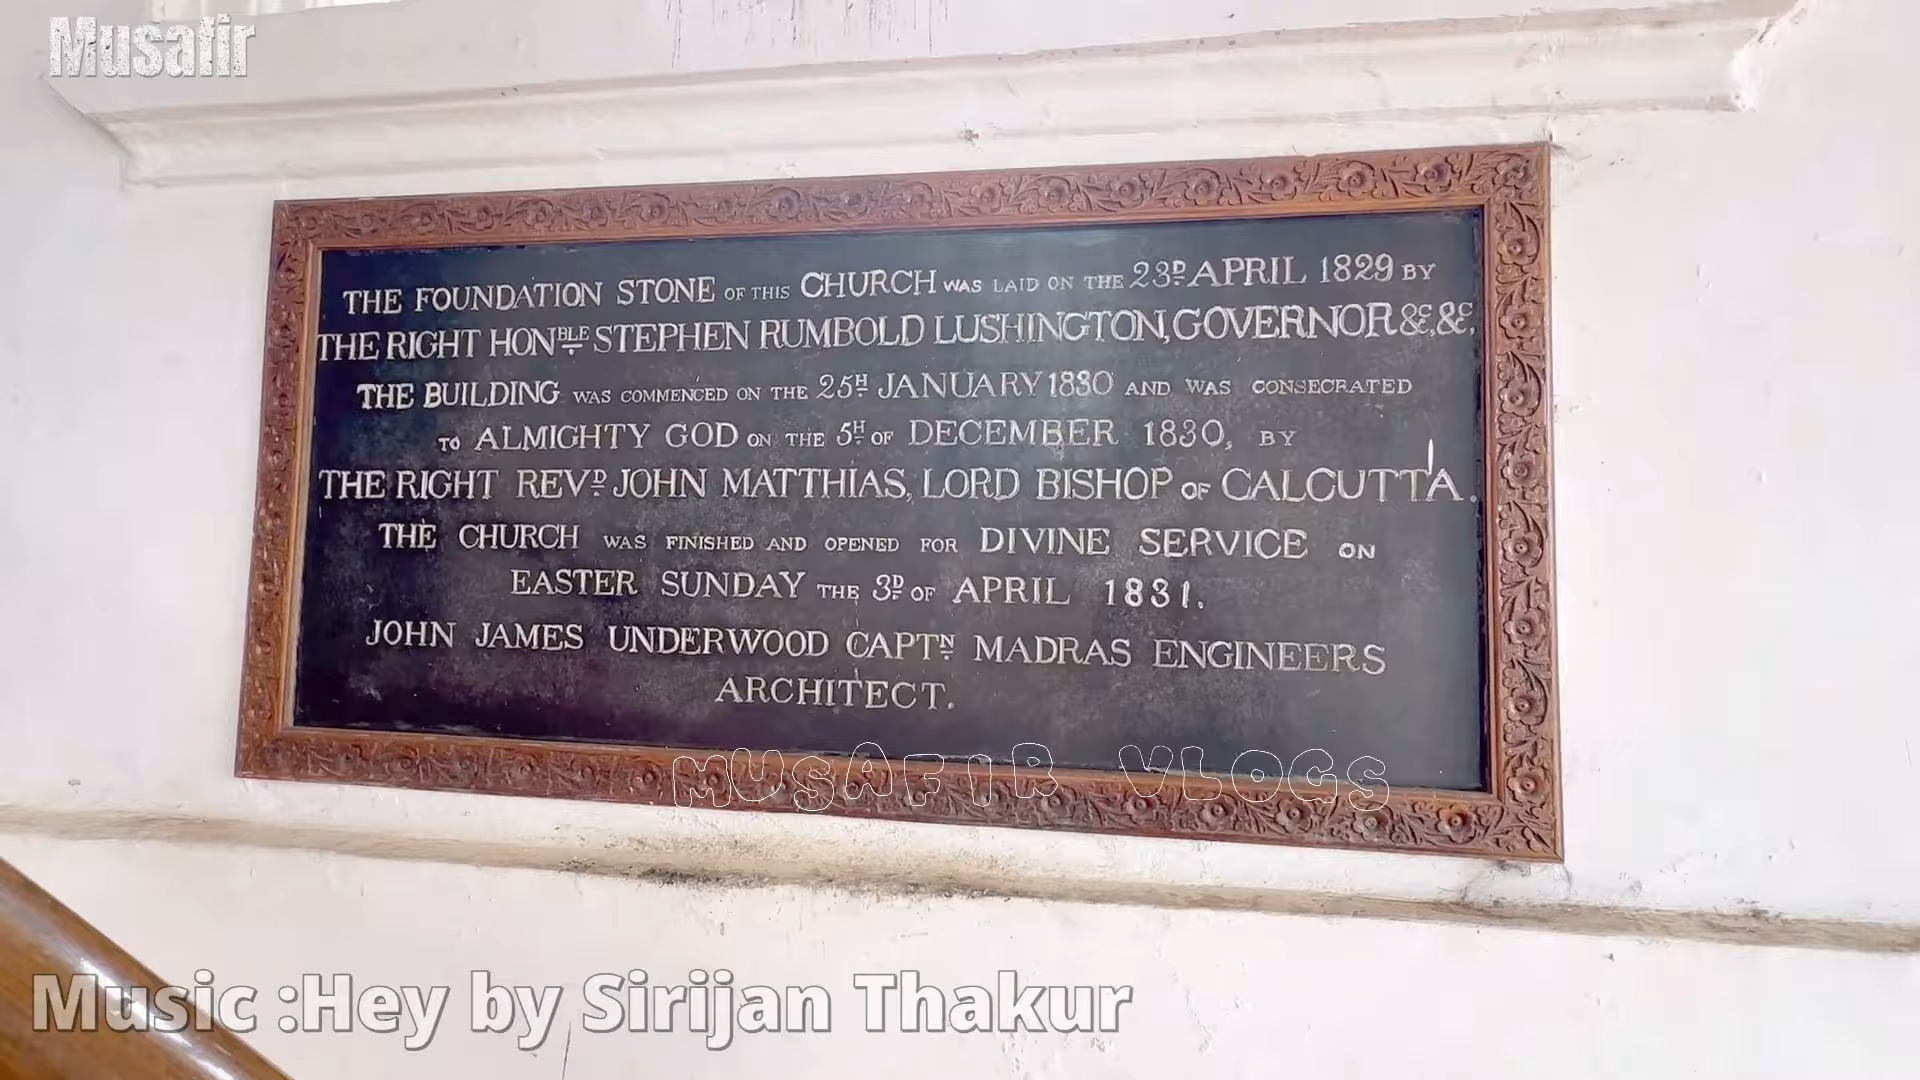 Musafir
THE FOUNDATION STONE OF THIS CHURCH WAS LAID ON THE 23D. APRIL 1829 BY
THE RIGHT HONBLE. STEPHEN RUMBOLD LUSHINGTON, GOVERNOR &c, &c,
THE BUILDING WAS COMMENCED ON THE 25H JANUARY 1830 AND WAS CONSECRATED
TO ALMIGHTY GOD ON THE 5H OF DECEMBER 1830, BY
THE RIGHT REVD. JOHN MATTHIAS, LORD BISHOP OF CALCUTTA.
THE CHURCH WAS FINISHED AND OPENED FOR DIVINE SERVICE ON
EASTER SUNDAY THE 3D. OF APRIL 1831.
JOHN JAMES UNDERWOOD CAPTN. MADRAS ENGINEERS
ARCHITECT.
MUSAFIR VLOGS
Music :Hey by Sirijan Thakur